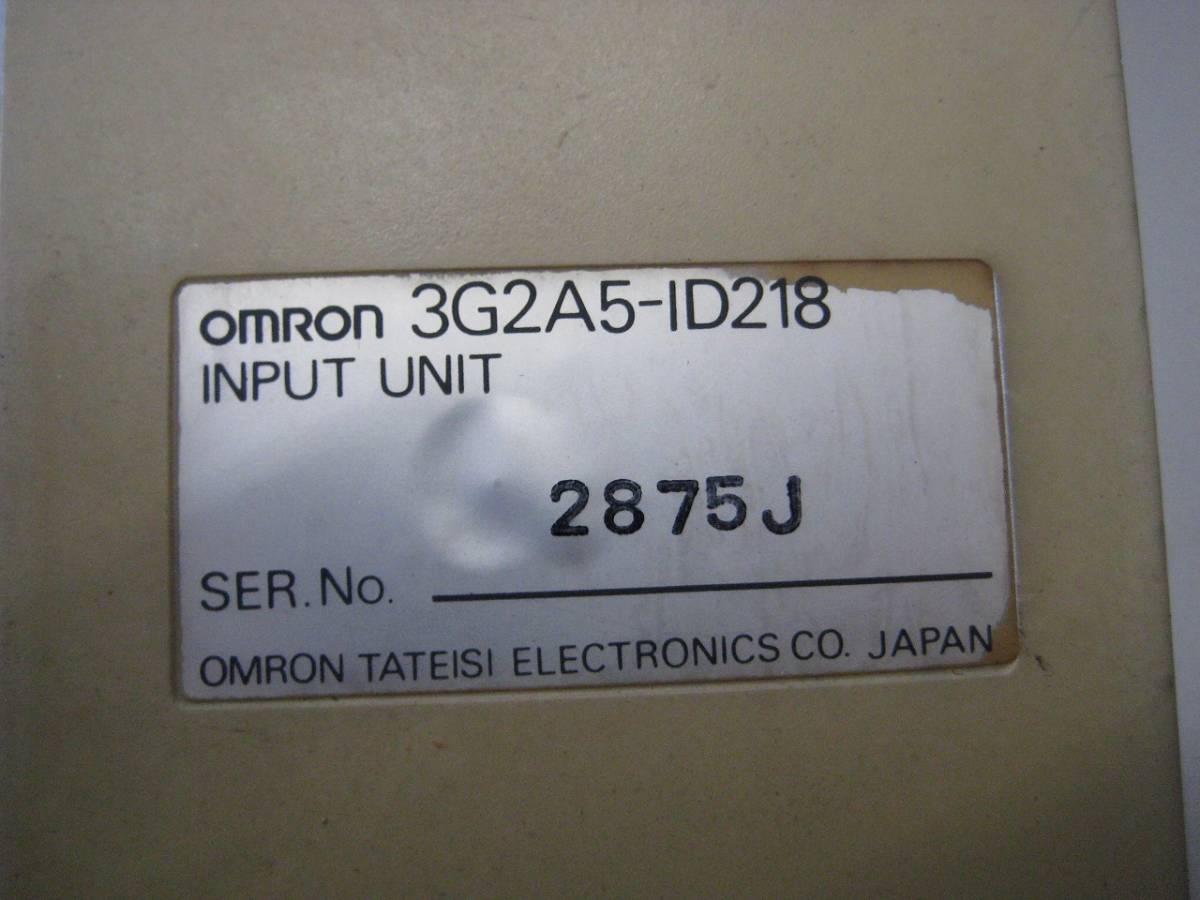 omron 3G2A5-ID218
INPUT UNIT
2875J
SER. No.
OMRON TATEISI ELECTRONICS CO. JAPAN